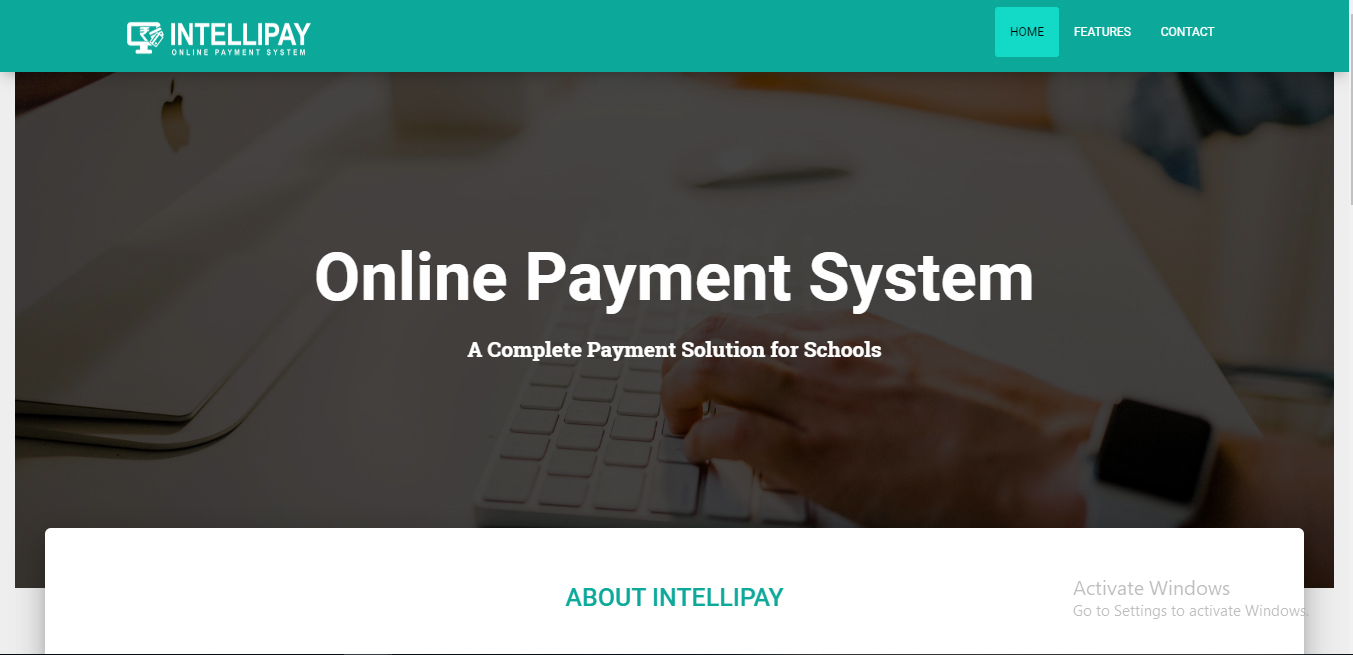 INTELLIPAY
ONLINE PAYMENT SYSTEM
HOME
FEATURES
CONTACT
Online Payment System
A Complete Payment Solution for Schools
ABOUT INTELLIPAY
Activate Windows
Go to Settings to activate Windows.